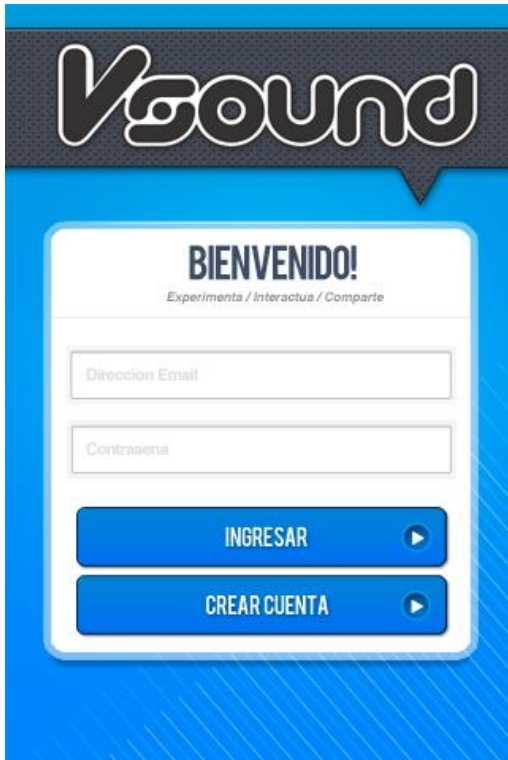 Vsound
BIENVENIDO!
Experimenta / Interactua / Comparte
Direccion Email
Contrasena
INGRESAR
CREAR CUENTA